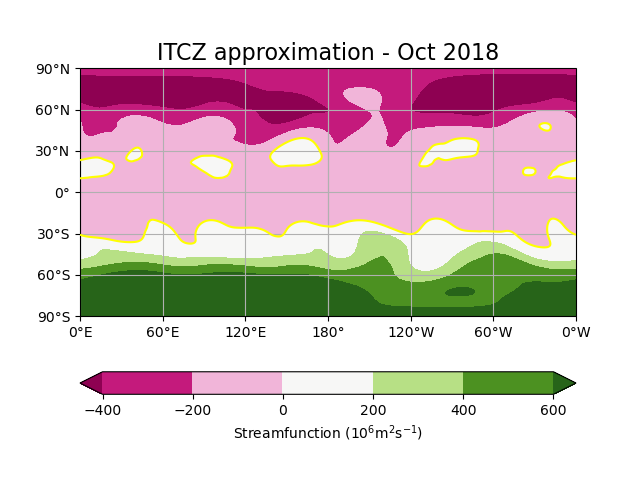 ITCZ approximation - Oct 2018
90°N
60°N
30°N
0°
30°S
60°S
90°S
0°E 60°E 120°E 180° 120°W 60°W 0°W
−400 −200 0 200 400 600
Streamfunction (10⁶m²s⁻¹)